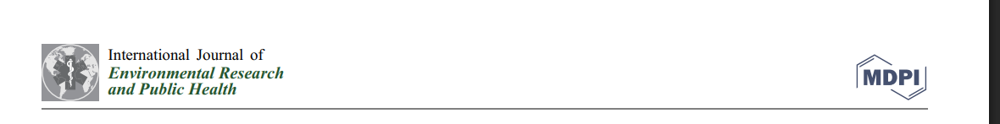 International Journal of
Environmental Research
and Public Health
MDPI